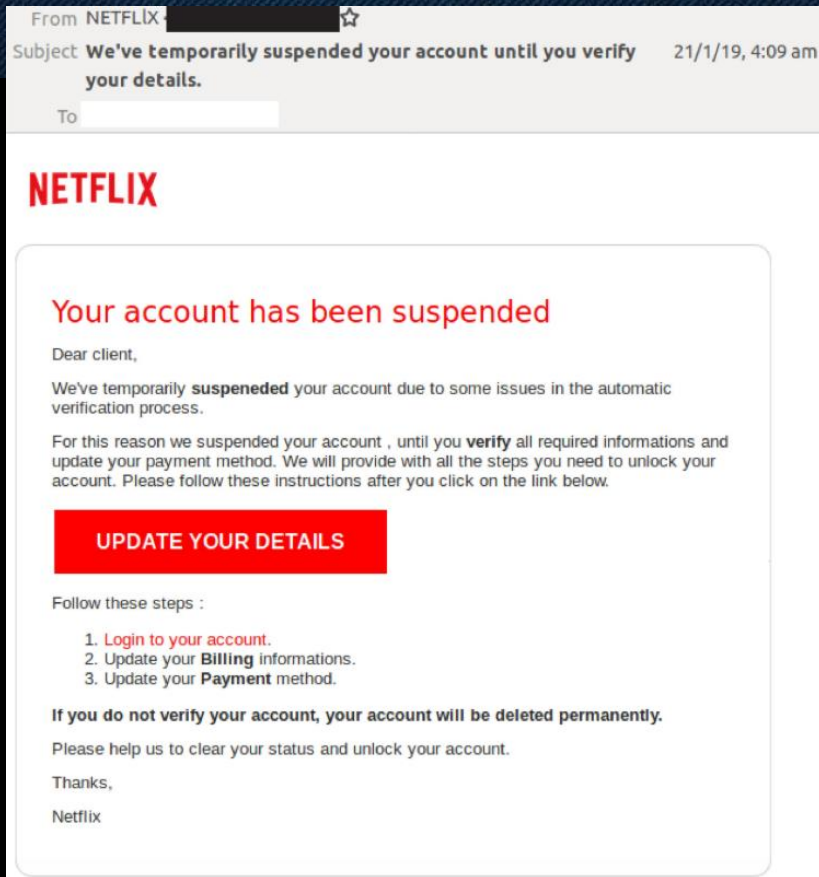 From NETFLİX
Subject We've temporarily suspended your account until you verify 21/1/19, 4:09 am
your details.
To
NETFLIX
Your account has been suspended
Dear client,
We've temporarily suspeneded your account due to some issues in the automatic
verification process.
For this reason we suspended your account , until you verify all required informations and
update your payment method. We will provide with all the steps you need to unlock your
account. Please follow these instructions after you click on the link below.
UPDATE YOUR DETAILS
Follow these steps :
1. Login to your account.
2. Update your Billing informations.
3. Update your Payment method.
If you do not verify your account, your account will be deleted permanently.
Please help us to clear your status and unlock your account.
Thanks,
Netflix